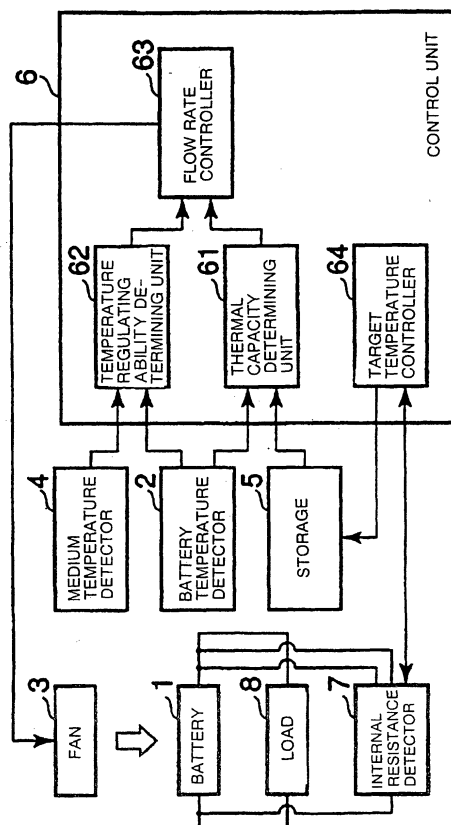 6
63
FLOW RATE
CONTROLLER
62
TEMPERATURE
REGULATING
ABILITY DE-
TERMINING UNIT
61
THERMAL
CAPACITY
DETERMINING
UNIT
64
TARGET
TEMPERATURE
CONTROLLER
CONTROL UNIT
4
MEDIUM
TEMPERATURE
DETECTOR
2
BATTERY
TEMPERATURE
DETECTOR
5
STORAGE
3
FAN
1
BATTERY
8
LOAD
7
INTERNAL
RESISTANCE
DETECTOR